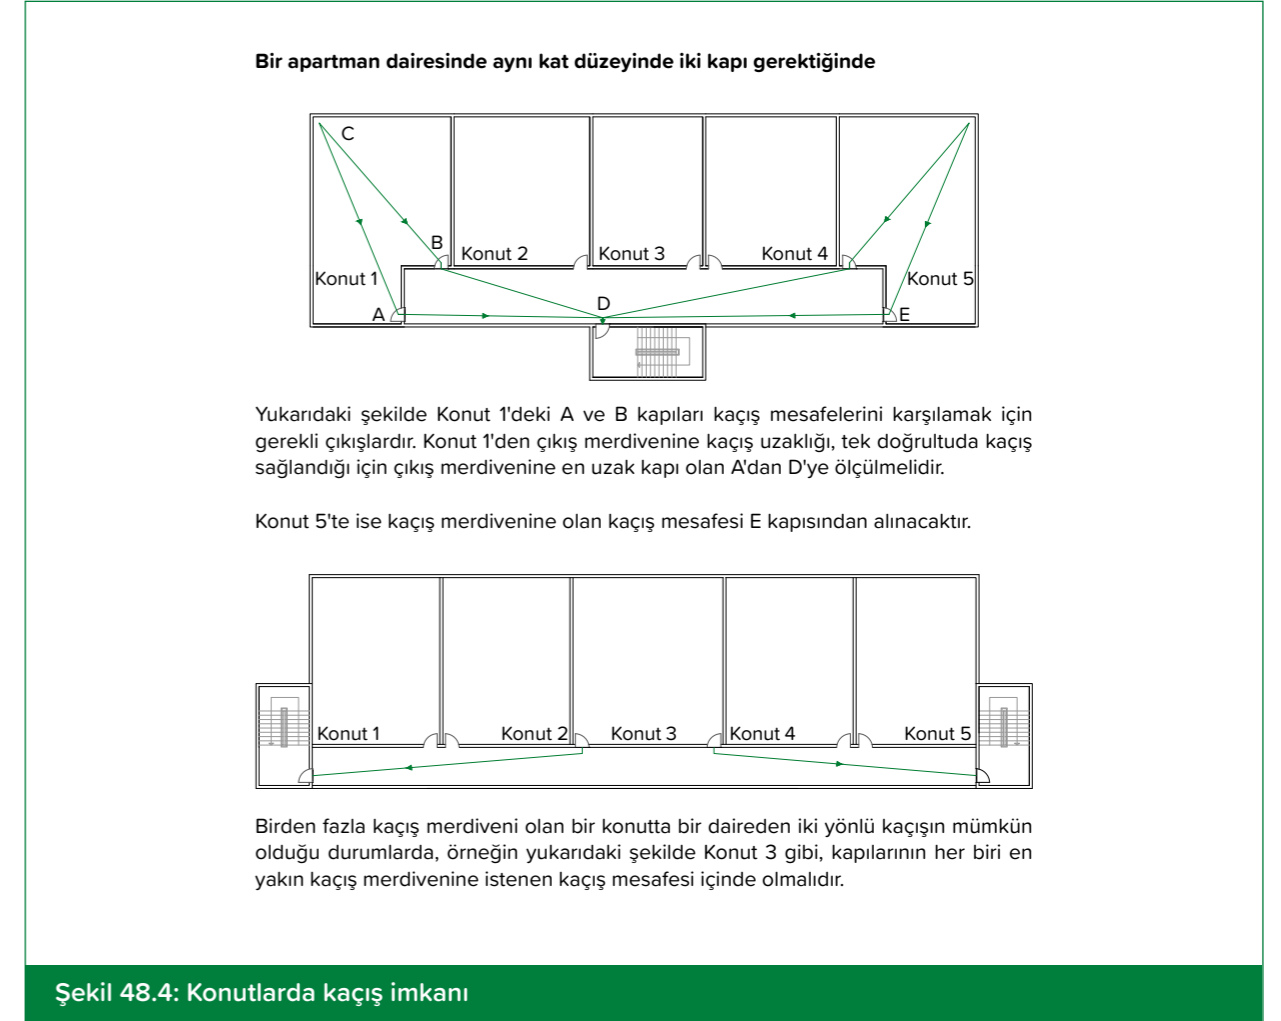 Bir apartman dairesinde aynı kat düzeyinde iki kapı gerektiğinde
C
B
Konut 2
Konut 3
Konut 4
Konut 1
Konut 5
D
A
E
Yukarıdaki şekilde Konut 1'deki A ve B kapıları kaçış mesafelerini karşılamak için
gerekli çıkışlardır. Konut 1'den çıkış merdivenine kaçış uzaklığı, tek doğrultuda kaçış
sağlandığı için çıkış merdivenine en uzak kapı olan A'dan D'ye ölçülmelidir.
Konut 5'te ise kaçış merdivenine olan kaçış mesafesi E kapısından alınacaktır.
Konut 1
Konut 2
Konut 3
Konut 4
Konut 5
Birden fazla kaçış merdiveni olan bir konutta bir daireden iki yönlü kaçışın mümkün
olduğu durumlarda, örneğin yukarıdaki şekilde Konut 3 gibi, kapılarının her biri en
yakın kaçış merdivenine istenen kaçış mesafesi içinde olmalıdır.
Şekil 48.4: Konutlarda kaçış imkanı